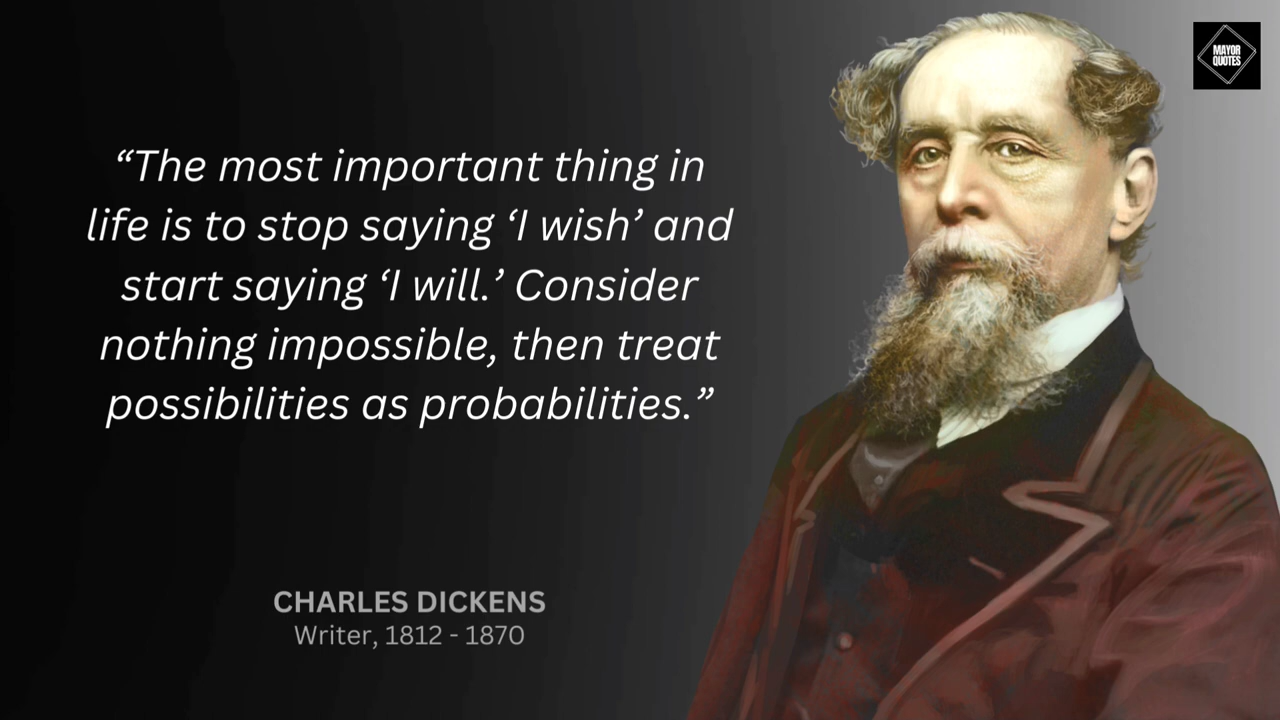 MAYOR
QUOTES
“The most important thing in
life is to stop saying ‘I wish’ and
start saying ‘I will.’ Consider
nothing impossible, then treat
possibilities as probabilities.”
CHARLES DICKENS
Writer, 1812 - 1870